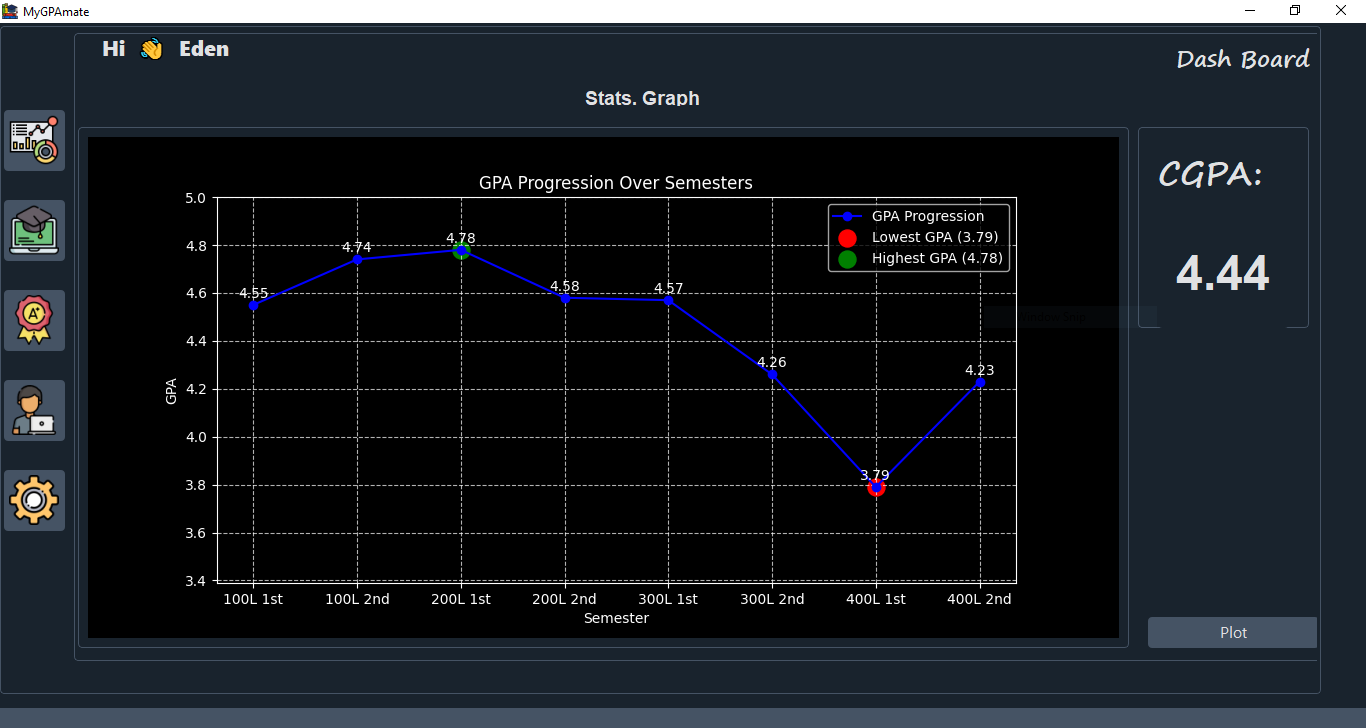 MyGPAmate
Hi 👋 Eden
Dash Board
Stats. Graph
CGPA:
4.44
GPA Progression Over Semesters
GPA Progression
Lowest GPA (3.79)
Highest GPA (4.78)
5.0
4.8
4.6
4.4
4.2
4.0
3.8
3.6
3.4
GPA
4.55
4.74
4.78
4.58
4.57
4.26
3.79
4.23
100L 1st 100L 2nd 200L 1st 200L 2nd 300L 1st 300L 2nd 400L 1st 400L 2nd
Semester
Plot